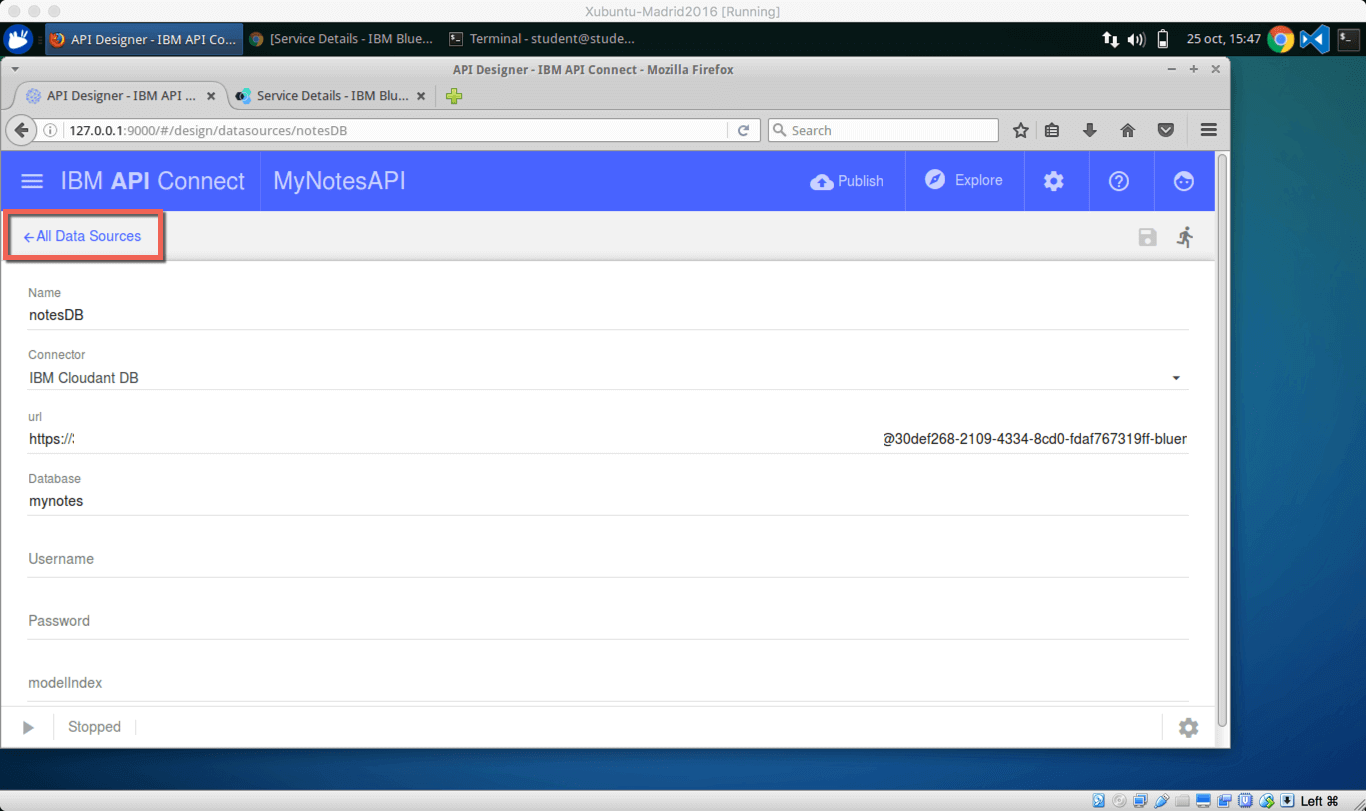 Xubuntu-Madrid2016 [Running]
API Designer - IBM API Co... [Service Details - IBM Blue... Terminal - student@stude... 25 oct, 15:47
API Designer - IBM API Connect - Mozilla Firefox
API Designer - IBM API ... Service Details - IBM Blu...
127.0.0.1:9000/#/design/datasources/notesDB Search
IBM API Connect MyNotesAPI Publish Explore
All Data Sources
Name
notesDB
Connector
IBM Cloudant DB
url
https:// @30def268-2109-4334-8cd0-fdaf767319ff-bluer
Database
mynotes
Username
Password
modelIndex
Stopped
Left ⌘